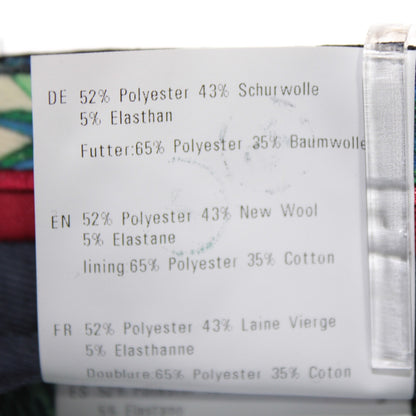 DE 52% Polyester 43% Schurwolle
5% Elasthan
Futter:65% Polyester 35% Baumwolle
EN 52% Polyester 43% New Wool
5% Elastane
lining:65% Polyester 35% Cotton
FR 52% Polyester 43% Laine Vierge
5% Elasthanne
Doublure:65% Polyester 35% Coton